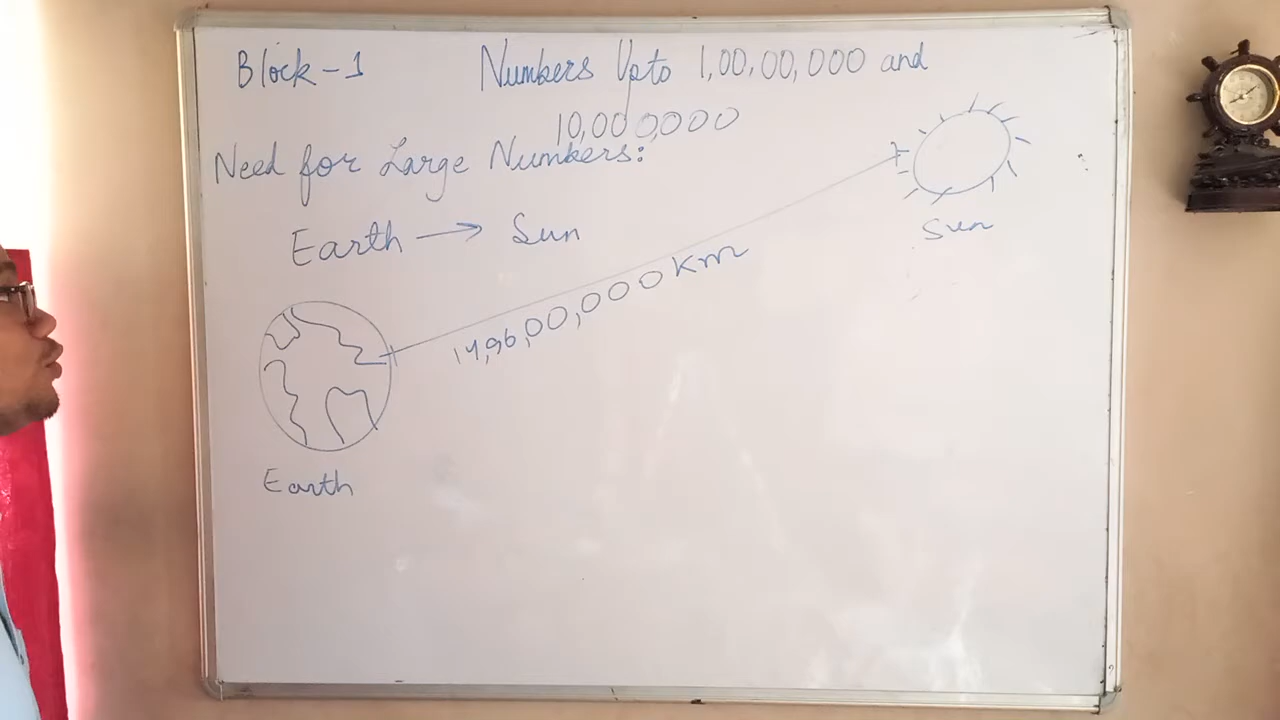 Block-1 Numbers Upto 1,00,00,000 and
10,000,000
Need for Large Numbers:
Earth → Sun
Sun
14,96,00,000 km
Earth